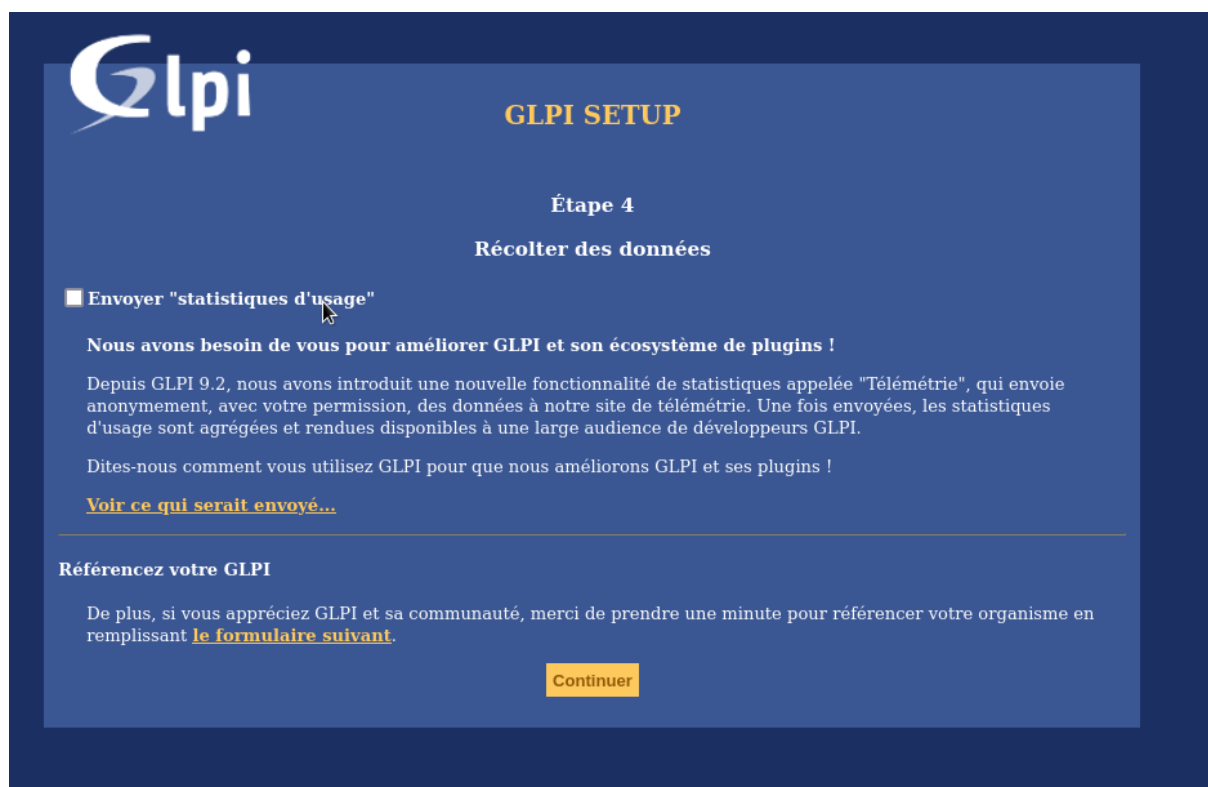 Glpi
GLPI SETUP
Étape 4
Récolter des données
Envoyer "statistiques d'usage"
Nous avons besoin de vous pour améliorer GLPI et son écosystème de plugins !
Depuis GLPI 9.2, nous avons introduit une nouvelle fonctionnalité de statistiques appelée "Télémétrie", qui envoie
anonymement, avec votre permission, des données à notre site de télémétrie. Une fois envoyées, les statistiques
d'usage sont agrégées et rendues disponibles à une large audience de développeurs GLPI.
Dites-nous comment vous utilisez GLPI pour que nous améliorons GLPI et ses plugins !
Voir ce qui serait envoyé...
Référencez votre GLPI
De plus, si vous appréciez GLPI et sa communauté, merci de prendre une minute pour référencer votre organisme en
remplissant le formulaire suivant.
Continuer